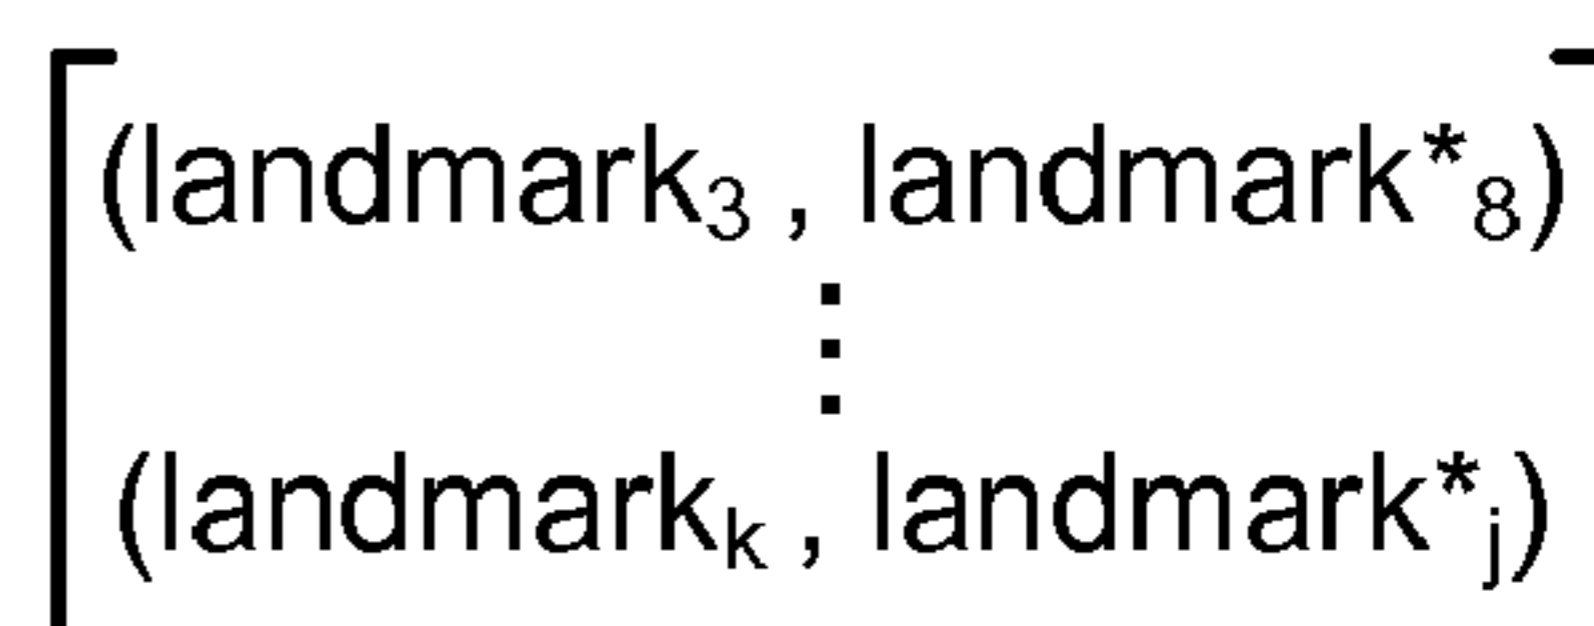 (landmark₃ , landmark*₈)
⋮
(landmarkₖ , landmark*ⱼ)